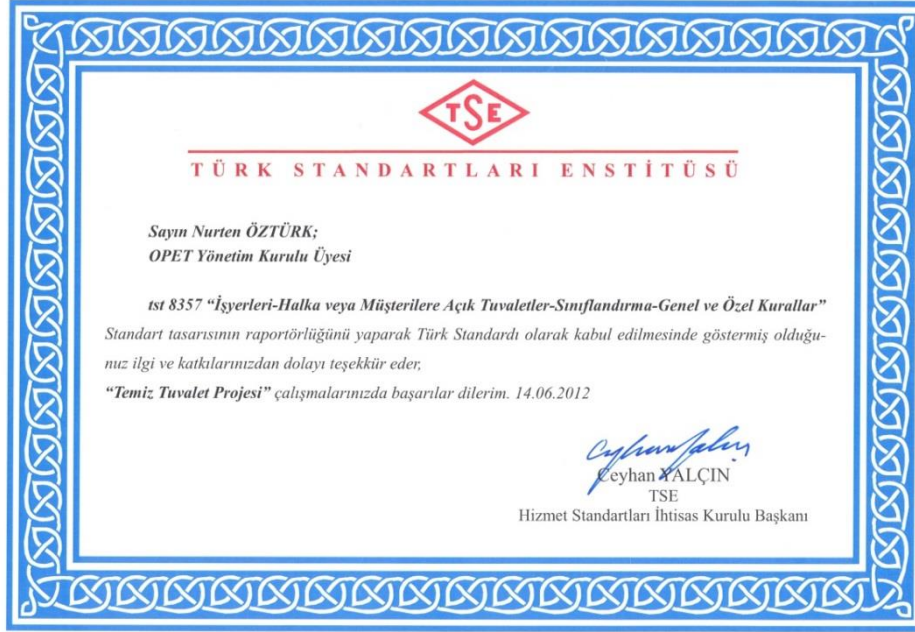 TSE
TÜRK STANDARTLARI ENSTİTÜSÜ
Sayın Nurten ÖZTÜRK;
OPET Yönetim Kurulu Üyesi
tst 8357 “İşyerleri-Halka veya Müşterilere Açık Tuvaletler-Sınıflandırma-Genel ve Özel Kurallar”
Standart tasarısının raportörlüğünü yaparak Türk Standardı olarak kabul edilmesinde göstermiş olduğu-
nuz ilgi ve katkılarınızdan dolayı teşekkür eder,
“Temiz Tuvalet Projesi” çalışmalarınızda başarılar dilerim. 14.06.2012
Ceyhan YALÇIN
TSE
Hizmet Standartları İhtisas Kurulu Başkanı